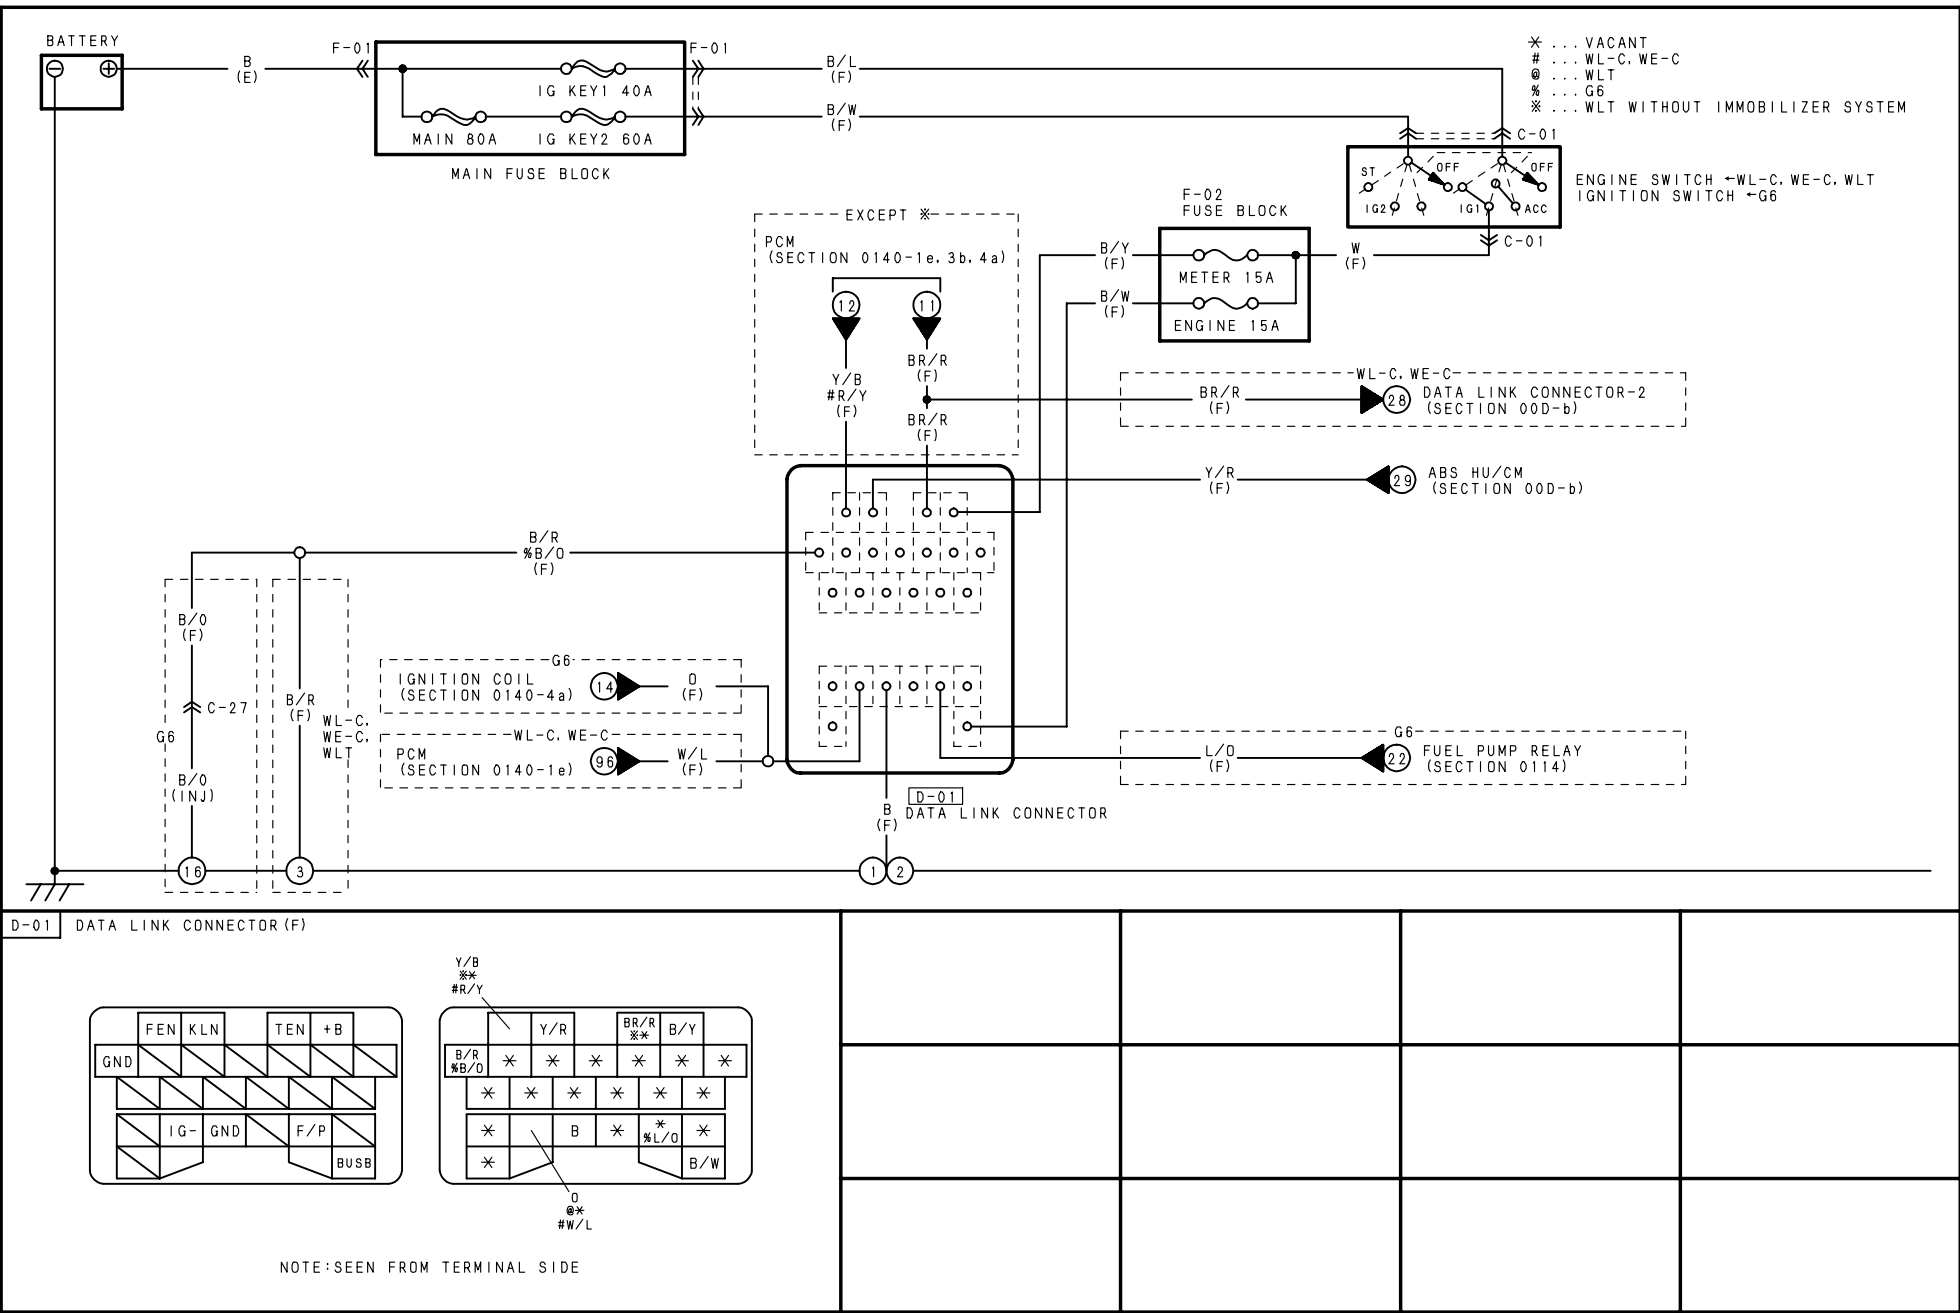 BATTERY
B
(E)
F-01
IG KEY1 40A
MAIN 80A
IG KEY2 60A
MAIN FUSE BLOCK
F-01
B/L
(F)
B/W
(F)
* ... VACANT
# ... WL-C, WE-C
@ ... WLT
% ... G6
※ ... WLT WITHOUT IMMOBILIZER SYSTEM
C-01
ST
OFF
OFF
IG2
IG1
ACC
ENGINE SWITCH ←WL-C, WE-C, WLT
IGNITION SWITCH ←G6
C-01
F-02
FUSE BLOCK
METER 15A
ENGINE 15A
W
(F)
B/Y
(F)
B/W
(F)
EXCEPT ※
PCM
(SECTION 0140-1e, 3b, 4a)
12
11
Y/B
#R/Y
(F)
BR/R
(F)
BR/R
(F)
WL-C, WE-C
BR/R
(F)
28
DATA LINK CONNECTOR-2
(SECTION 00D-b)
Y/R
(F)
29
ABS HU/CM
(SECTION 00D-b)
B/R
%B/O
(F)
B/O
(F)
C-27
G6
B/O
(INJ)
B/R
(F)
WL-C,
WE-C,
WLT
G6
IGNITION COIL
(SECTION 0140-4a)
14
O
(F)
WL-C, WE-C
PCM
(SECTION 0140-1e)
96
W/L
(F)
G6
L/O
(F)
22
FUEL PUMP RELAY
(SECTION 0114)
D-01
DATA LINK CONNECTOR
B
(F)
16
3
1
2
D-01 DATA LINK CONNECTOR(F)
FEN KLN TEN +B
GND
IG- GND F/P
BUSB
Y/B
※*
#R/Y
Y/R
BR/R
※*
B/Y
B/R
%B/O
* * * * * *
* * * * * *
* B * *
%L/O
*
* B/W
O
@*
#W/L
NOTE:SEEN FROM TERMINAL SIDE